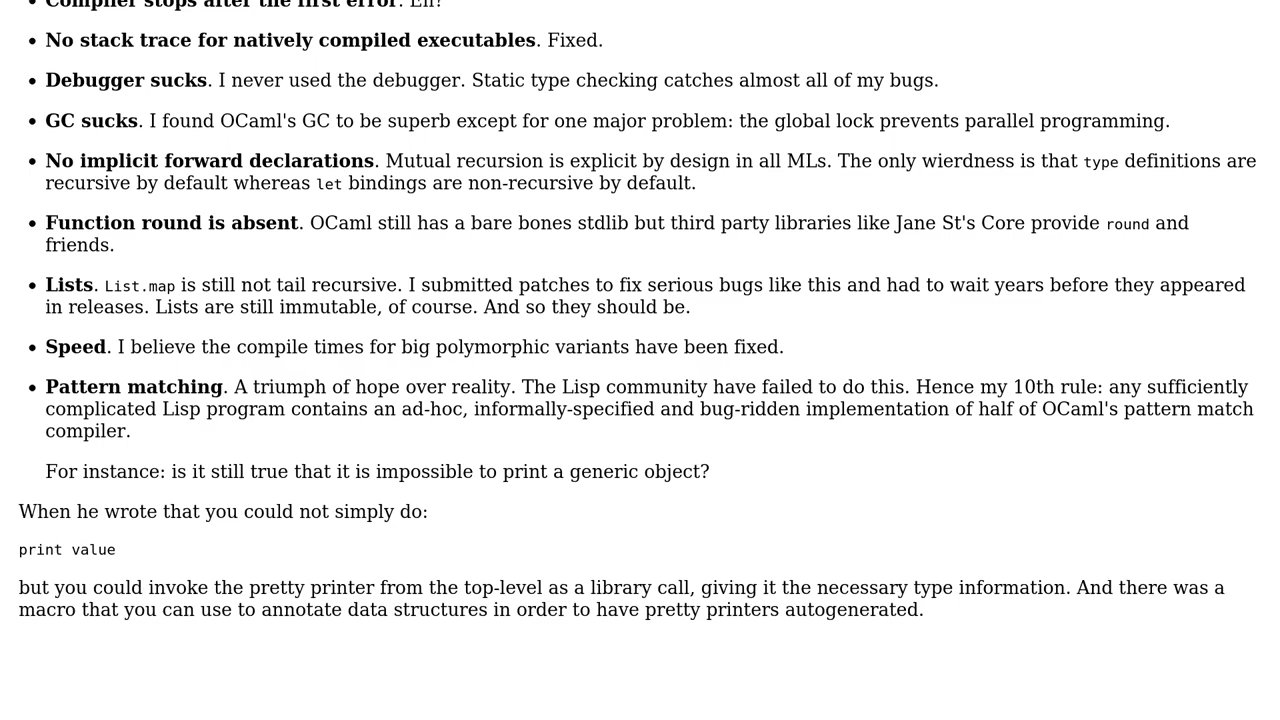 Compiler stops after the first error. Eh?
No stack trace for natively compiled executables. Fixed.
Debugger sucks. I never used the debugger. Static type checking catches almost all of my bugs.
GC sucks. I found OCaml's GC to be superb except for one major problem: the global lock prevents parallel programming.
No implicit forward declarations. Mutual recursion is explicit by design in all MLs. The only wierdness is that type definitions are
recursive by default whereas let bindings are non-recursive by default.
Function round is absent. OCaml still has a bare bones stdlib but third party libraries like Jane St's Core provide round and
friends.
Lists. List.map is still not tail recursive. I submitted patches to fix serious bugs like this and had to wait years before they appeared
in releases. Lists are still immutable, of course. And so they should be.
Speed. I believe the compile times for big polymorphic variants have been fixed.
Pattern matching. A triumph of hope over reality. The Lisp community have failed to do this. Hence my 10th rule: any sufficiently
complicated Lisp program contains an ad-hoc, informally-specified and bug-ridden implementation of half of OCaml's pattern match
compiler.
For instance: is it still true that it is impossible to print a generic object?
When he wrote that you could not simply do:
print value
but you could invoke the pretty printer from the top-level as a library call, giving it the necessary type information. And there was a
macro that you can use to annotate data structures in order to have pretty printers autogenerated.